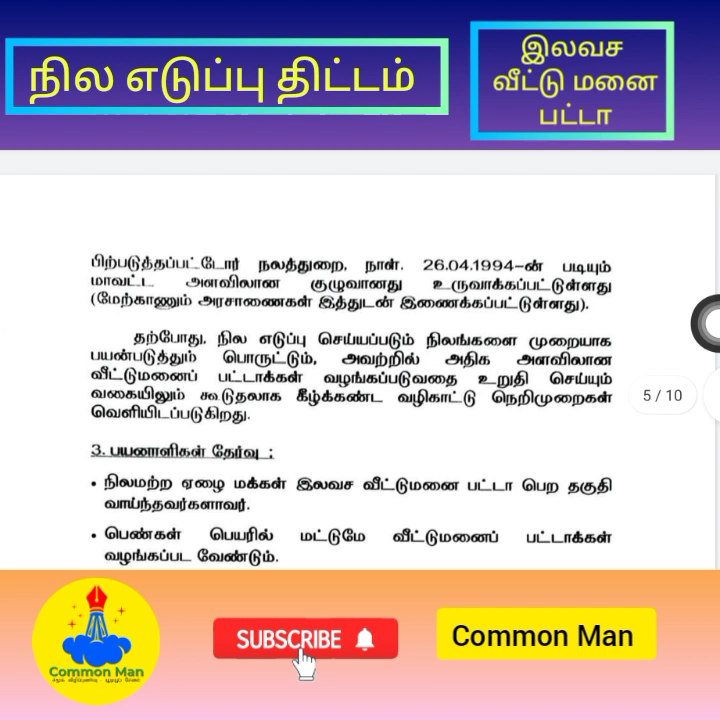 நில எடுப்பு திட்டம்
இலவச
வீட்டு மனை
பட்டா
பிற்படுத்தப்பட்டோர் நலத்துறை, நாள். 26.04.1994-ன் படியும்
மாவட்ட அளவிலான குழுவானது உருவாக்கப்பட்டுள்ளது
(மேற்காணும் அரசாணைகள் இத்துடன் இணைக்கப்பட்டுள்ளது).
தற்போது, நில எடுப்பு செய்யப்படும் நிலங்களை முறையாக
பயன்படுத்தும் பொருட்டும், அவற்றில் அதிக அளவிலான
வீட்டுமனைப் பட்டாக்கள் வழங்கப்படுவதை உறுதி செய்யும்
வகையிலும் கூடுதலாக கீழ்க்கண்ட வழிகாட்டு நெறிமுறைகள்
வெளியிடப்படுகிறது.
5 / 10
3. பயனாளிகள் தேர்வு :
• நிலமற்ற ஏழை மக்கள் இலவச வீட்டுமனை பட்டா பெற தகுதி
வாய்ந்தவர்களாவர்.
• பெண்கள் பெயரில் மட்டுமே வீட்டுமனைப் பட்டாக்கள்
வழங்கப்பட வேண்டும்.
Common Man
SUBSCRIBE
Common Man